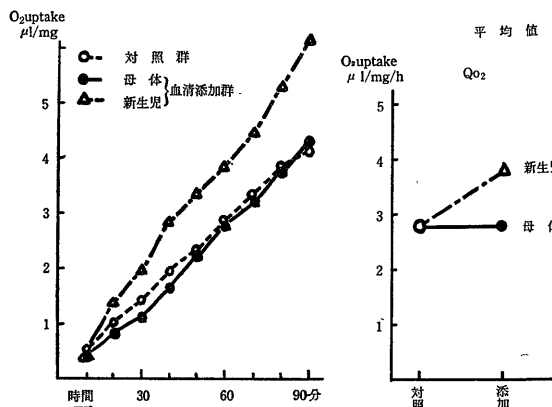 O₂uptake
μl/mg
対照群
母体
新生児
血清添加群
5
4
3
2
1
時間
30
60
90分
平均値
O₂uptake
μl/mg/h
Qo₂
5
4
3
2
1
新生児
母体
対照
添加